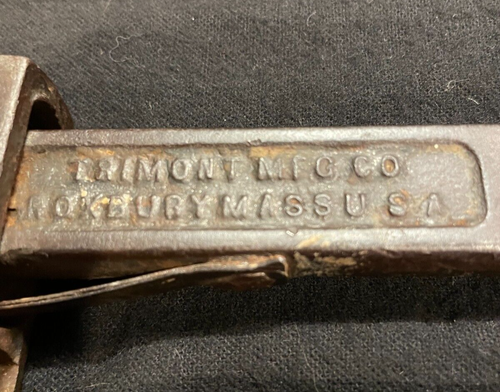 TRIMONT MFG. CO
ROXBURY MASS U S A